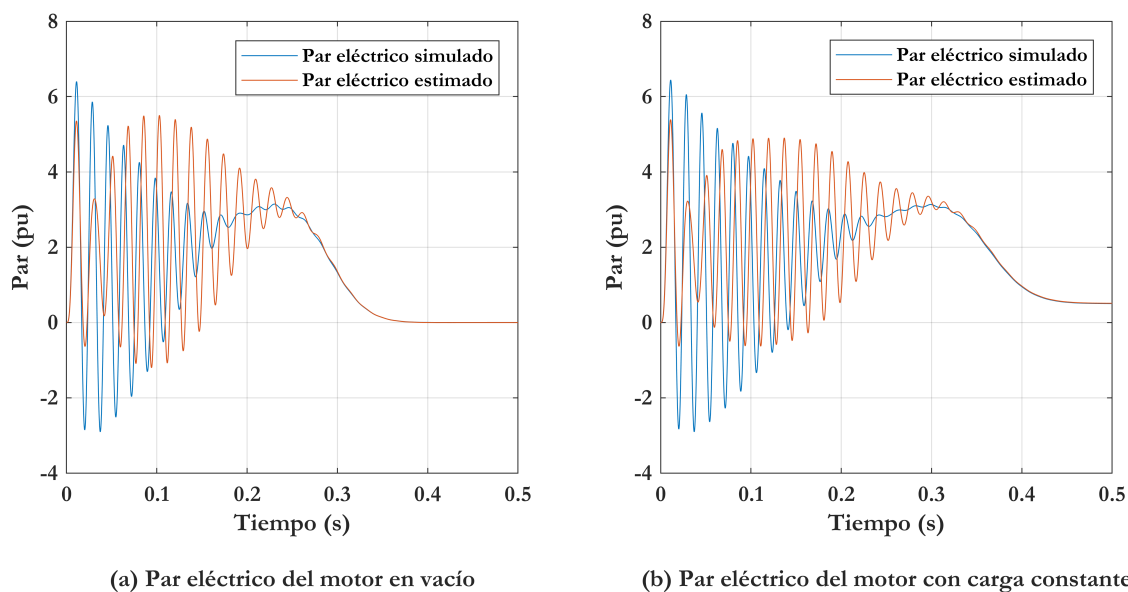 8
6
4
2
0
-2
-4
Par (pu)
Par eléctrico simulado
Par eléctrico estimado
0
0.1
0.2
0.3
0.4
0.5
Tiempo (s)
(a) Par eléctrico del motor en vacío
8
6
4
2
0
-2
-4
Par (pu)
Par eléctrico simulado
Par eléctrico estimado
0
0.1
0.2
0.3
0.4
0.5
Tiempo (s)
(b) Par eléctrico del motor con carga constante